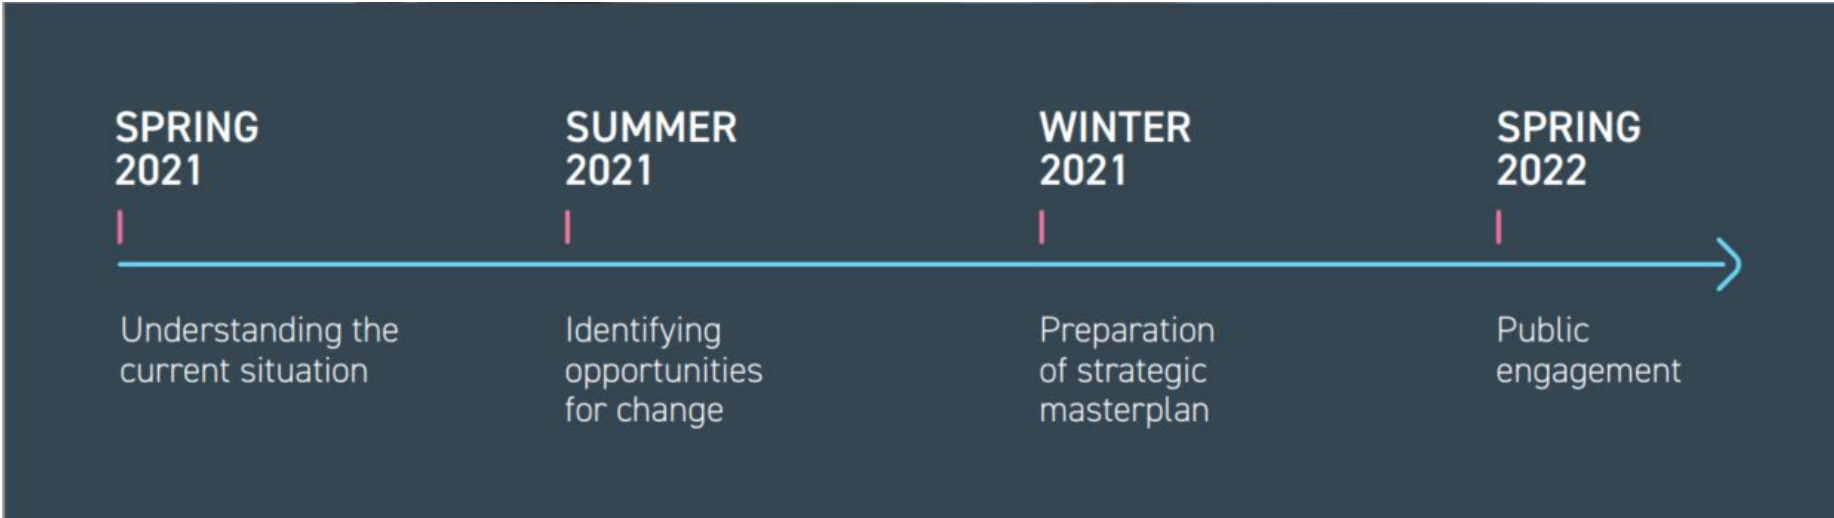 SPRING
2021
SUMMER
2021
WINTER
2021
SPRING
2022
Understanding the
current situation
Identifying
opportunities
for change
Preparation
of strategic
masterplan
Public
engagement